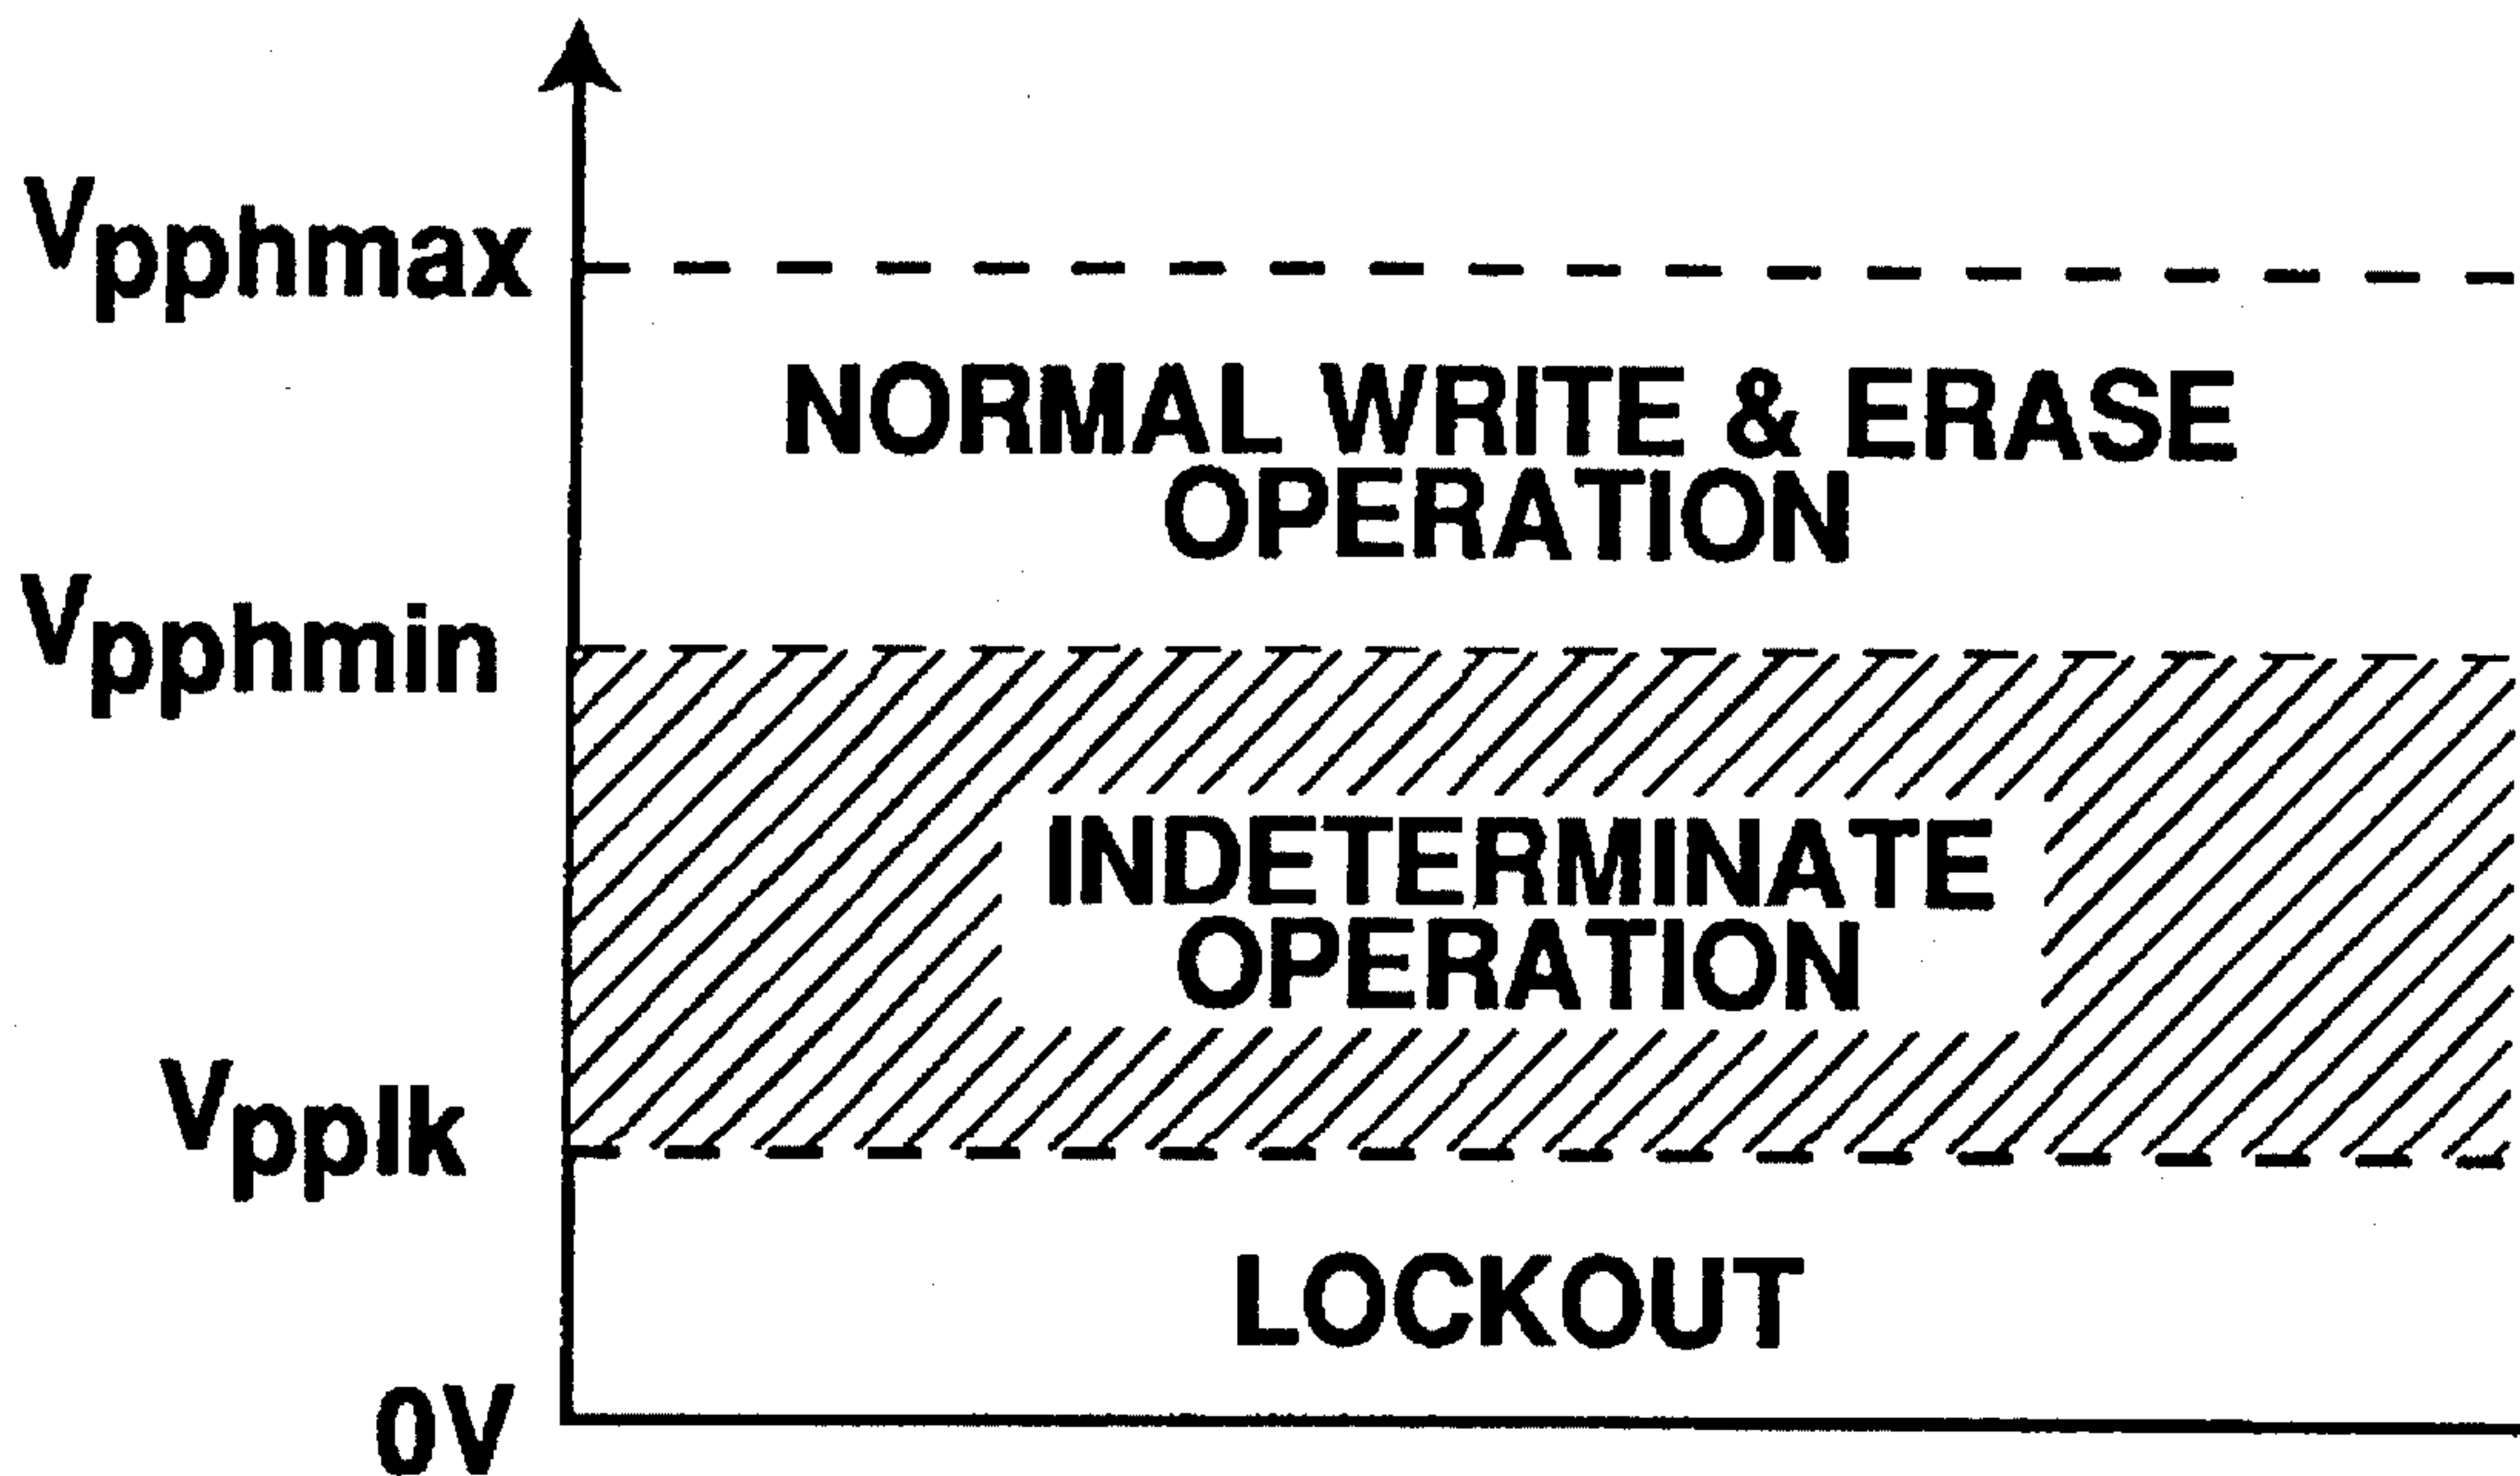 Vpphmax
NORMAL WRITE & ERASE
OPERATION
Vpphmin
INDETERMINATE
OPERATION
Vpplk
LOCKOUT
0V